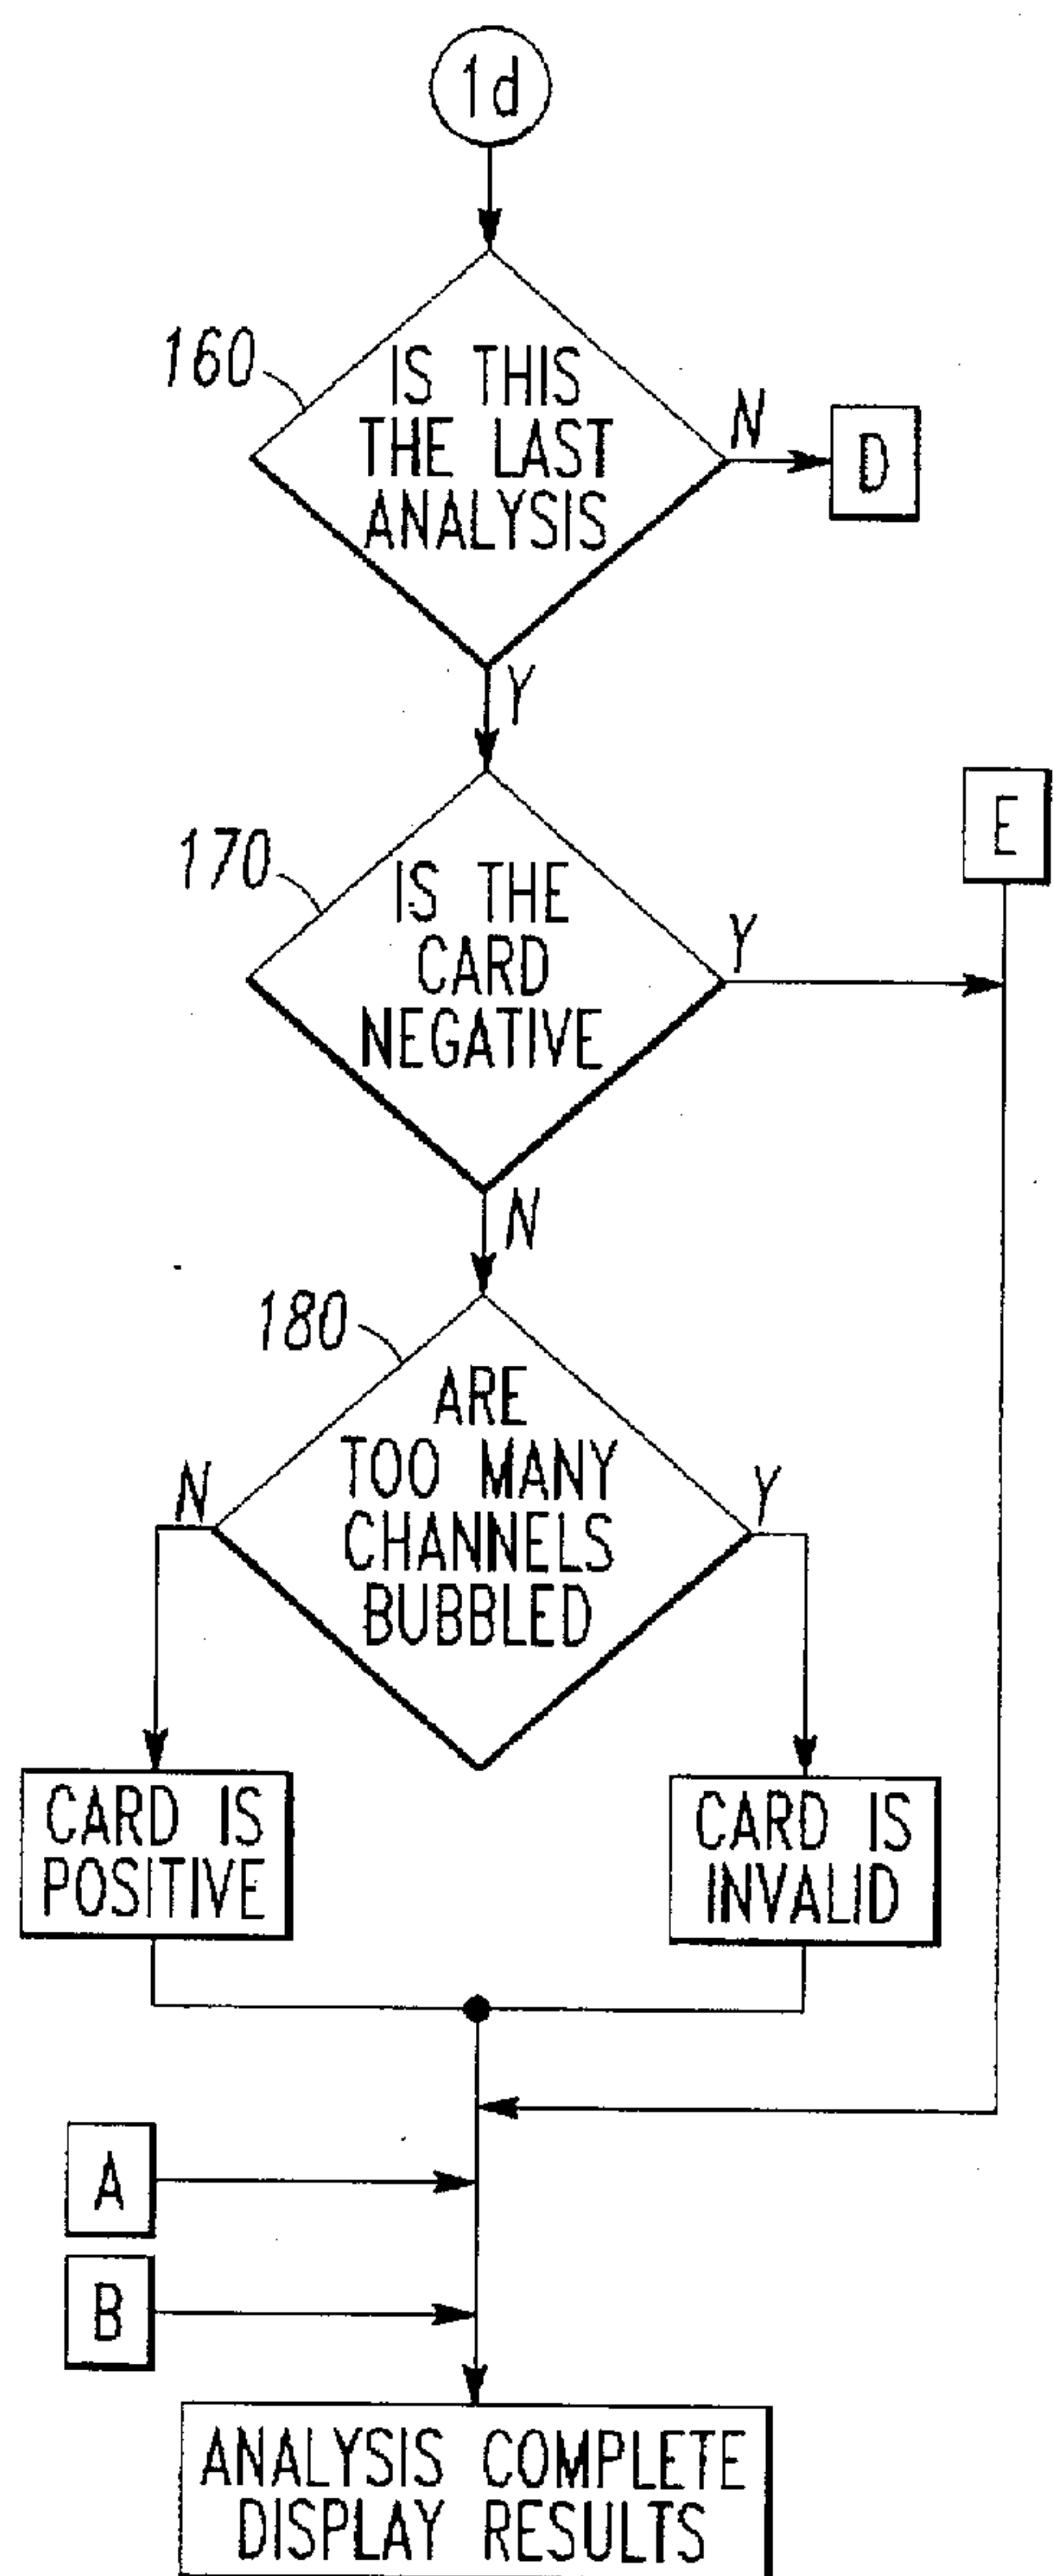 1d
160
IS THIS
THE LAST
ANALYSIS
N
D
Y
170
IS THE
CARD
NEGATIVE
Y
E
N
180
ARE
TOO MANY
CHANNELS
BUBBLED
N
Y
CARD IS
POSITIVE
CARD IS
INVALID
A
B
ANALYSIS COMPLETE
DISPLAY RESULTS